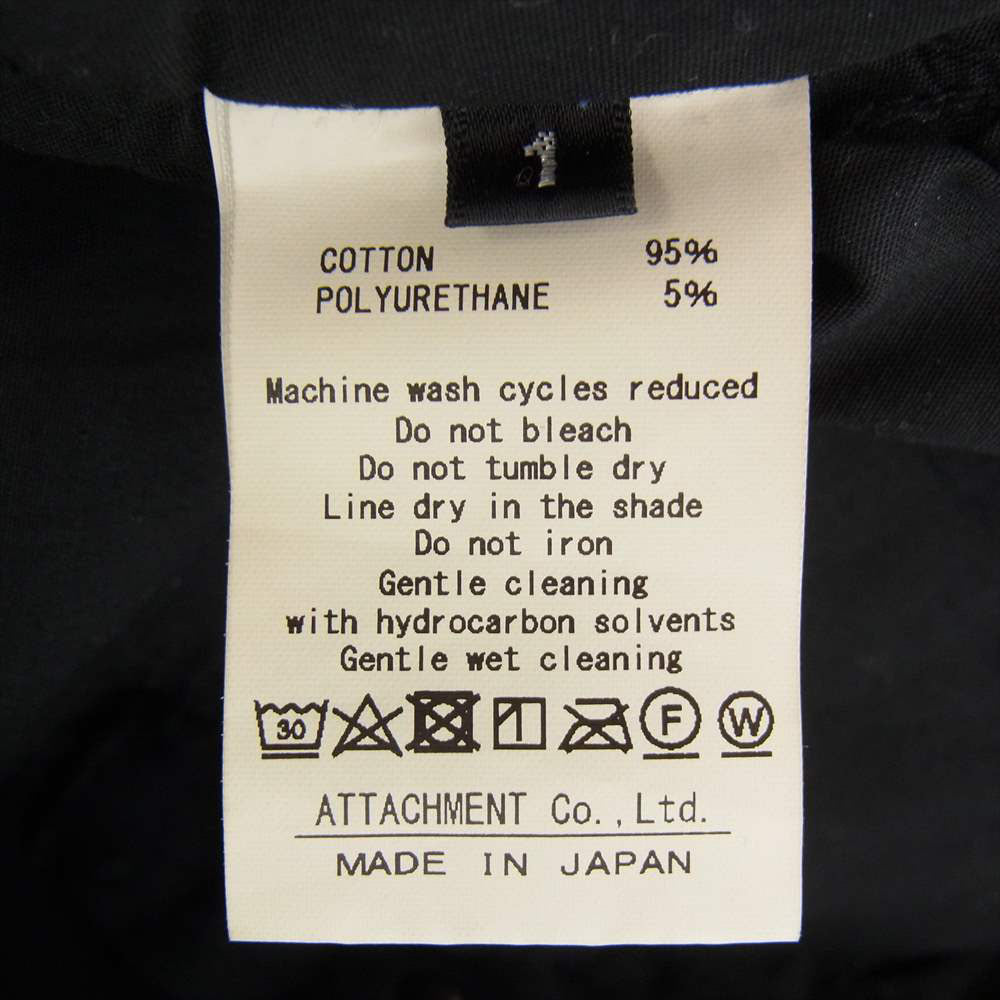 1
COTTON 95%
POLYURETHANE 5%
Machine wash cycles reduced
Do not bleach
Do not tumble dry
Line dry in the shade
Do not iron
Gentle cleaning
with hydrocarbon solvents
Gentle wet cleaning
30 F W
ATTACHMENT Co.,Ltd.
MADE IN JAPAN